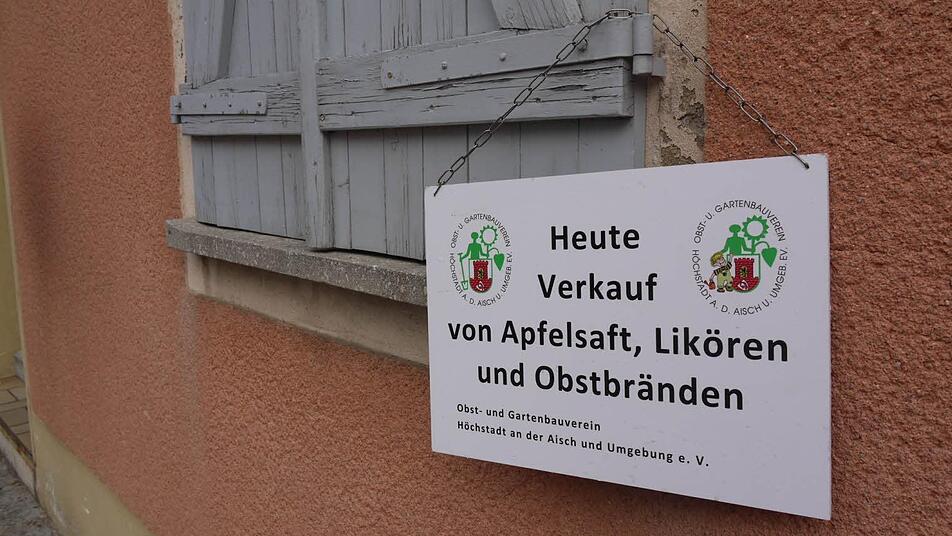 OBST- U. GARTENBAUVEREIN
HÖCHSTADT A. D. AISCH U. UMGEB. EV.
OBST- U. GARTENBAUVEREIN
HÖCHSTADT A. D. AISCH U. UMGEB. EV.
Heute
Verkauf
von Apfelsaft, Likören
und Obstbränden
Obst- und Gartenbauverein
Höchstadt an der Aisch und Umgebung e. V.